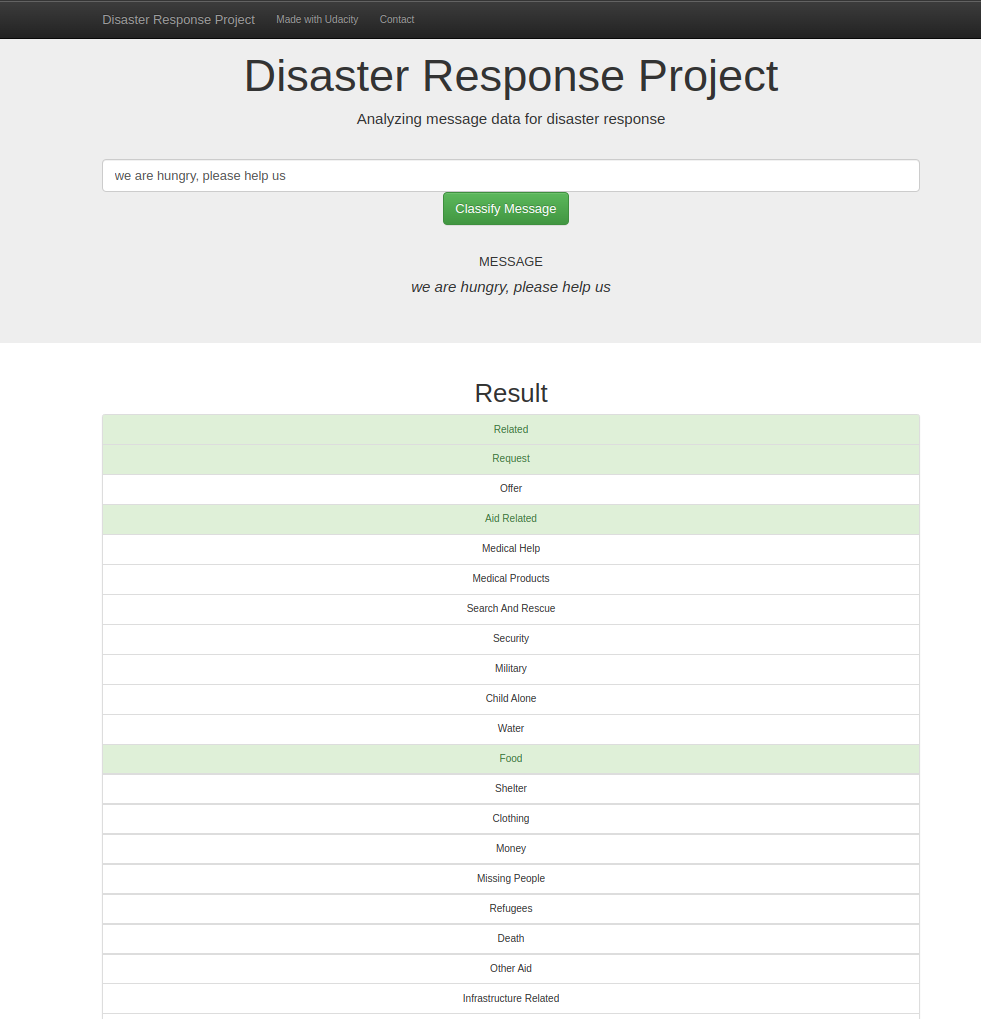 Disaster Response Project Made with Udacity Contact
Disaster Response Project
Analyzing message data for disaster response
we are hungry, please help us
Classify Message
MESSAGE
we are hungry, please help us
Result
Related
Request
Offer
Aid Related
Medical Help
Medical Products
Search And Rescue
Security
Military
Child Alone
Water
Food
Shelter
Clothing
Money
Missing People
Refugees
Death
Other Aid
Infrastructure Related